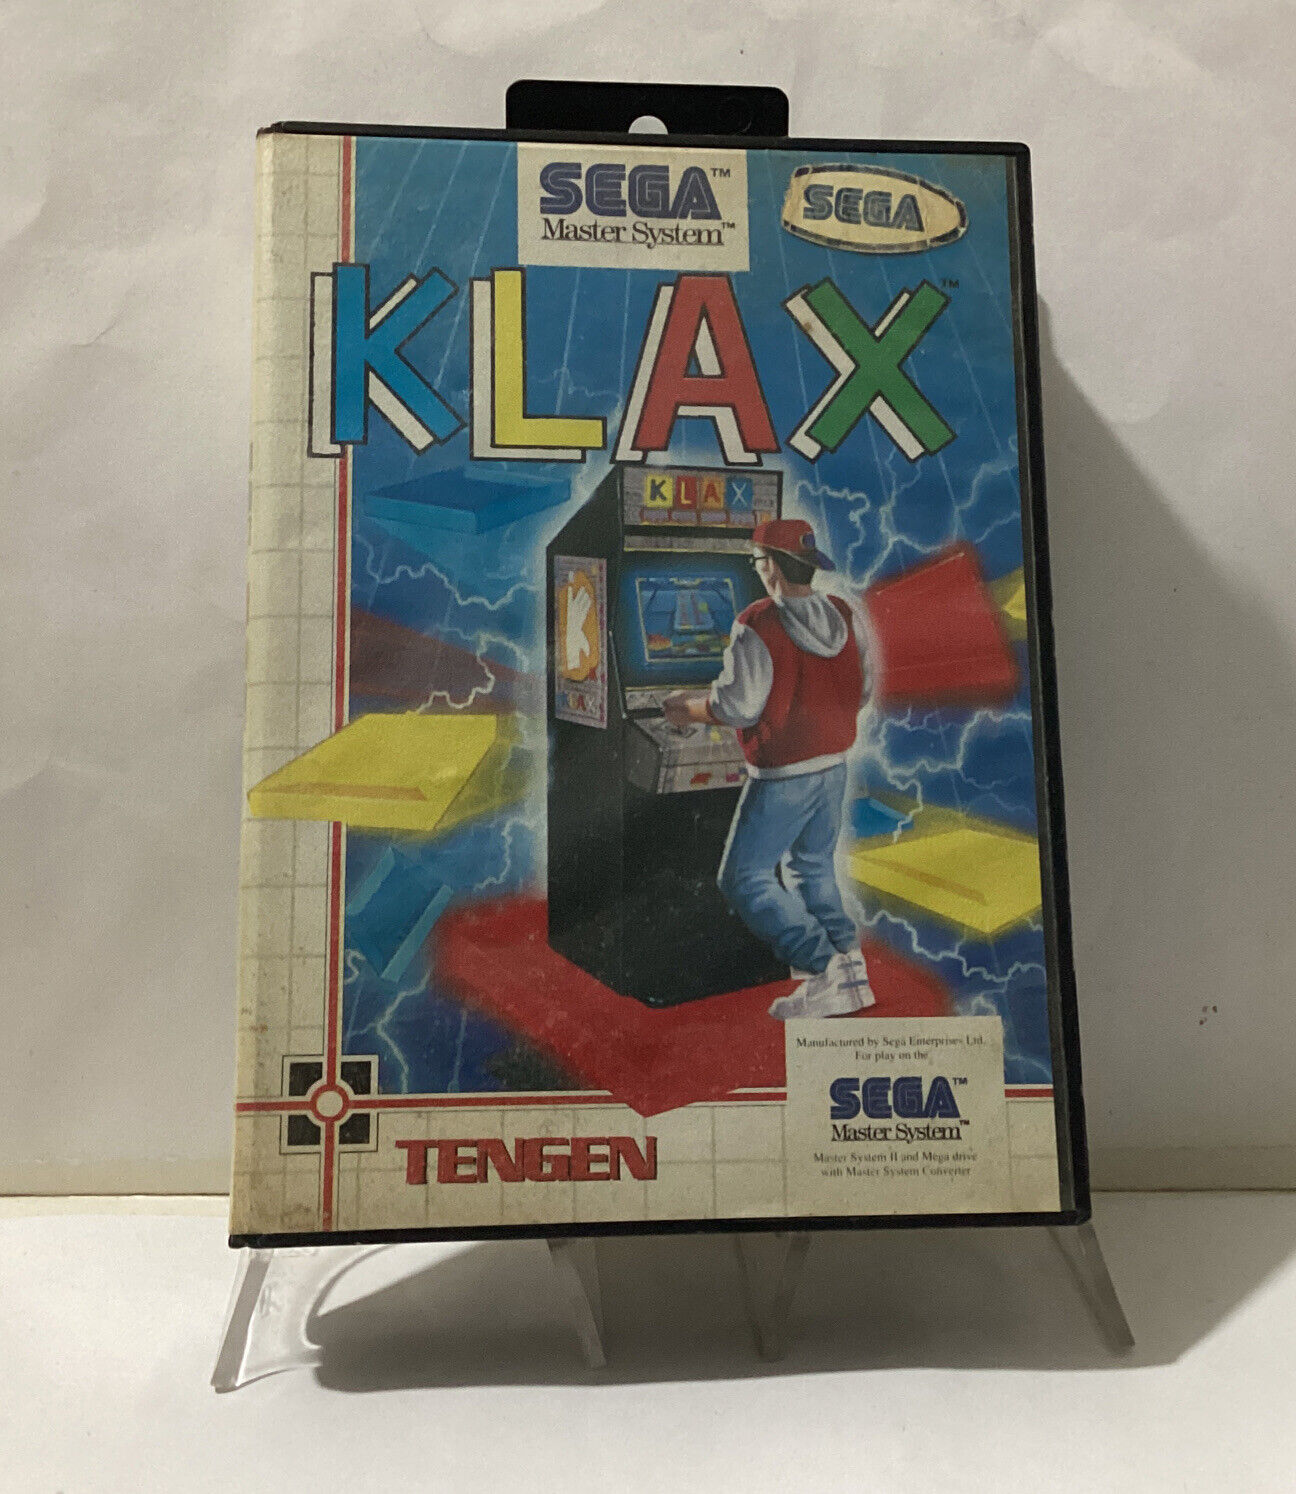 SEGA™
Master System™
SEGA
KLAX™
KLAX
K
KLAX
Manufactured by Sega Enterprises Ltd.
For play on the
SEGA™
Master System™
Master System II and Mega drive
with Master System Converter
TENGEN